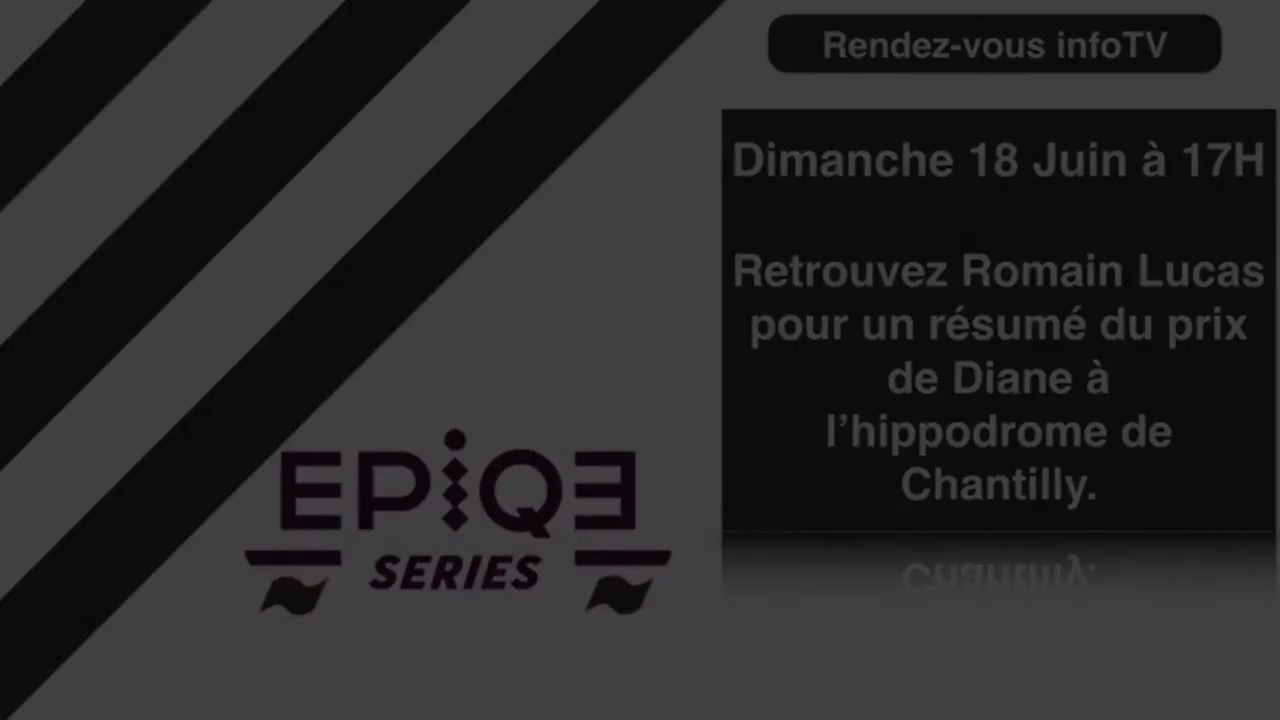 Rendez-vous infoTV
Dimanche 18 Juin à 17H
Retrouvez Romain Lucas
pour un résumé du prix
de Diane à
l’hippodrome de
Chantilly.
EPiQE
SERIES